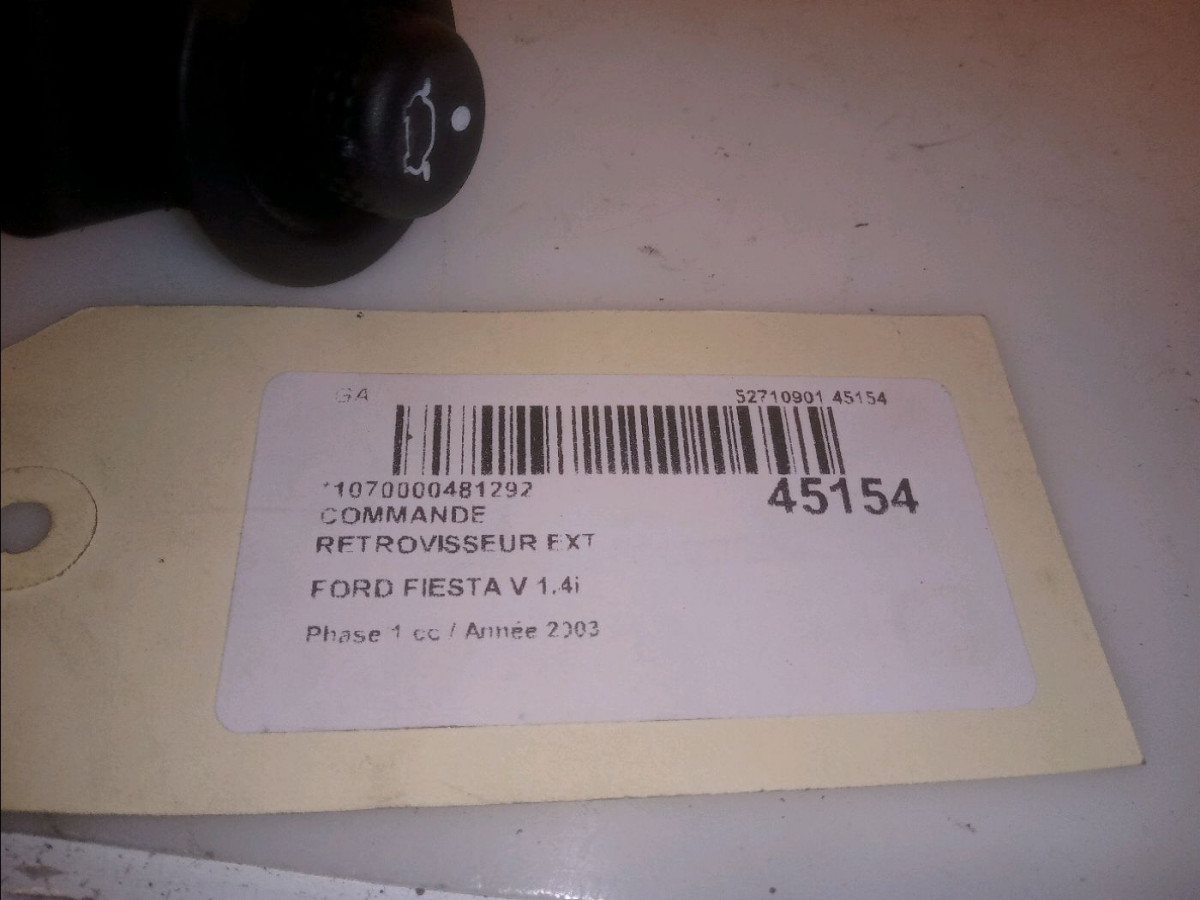 GA 52710901 45154
*1070000481292 45154
COMMANDE
RETROVISSEUR EXT
FORD FIESTA V 1.4i
Phase 1 cc / Année 2003